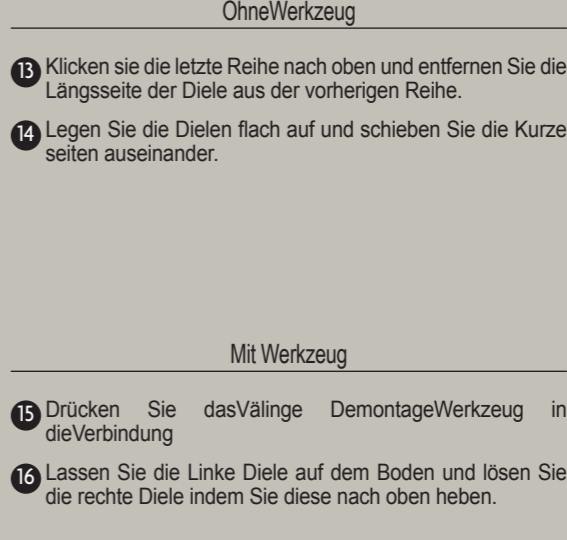 OhneWerkzeug
13 Klicken sie die letzte Reihe nach oben und entfernen Sie die
Längsseite der Diele aus der vorherigen Reihe.
14 Legen Sie die Dielen flach auf und schieben Sie die Kurze
seiten auseinander.
Mit Werkzeug
15 Drücken Sie dasVälinge DemontageWerkzeug in
dieVerbindung
16 Lassen Sie die Linke Diele auf dem Boden und lösen Sie
die rechte Diele indem Sie diese nach oben heben.